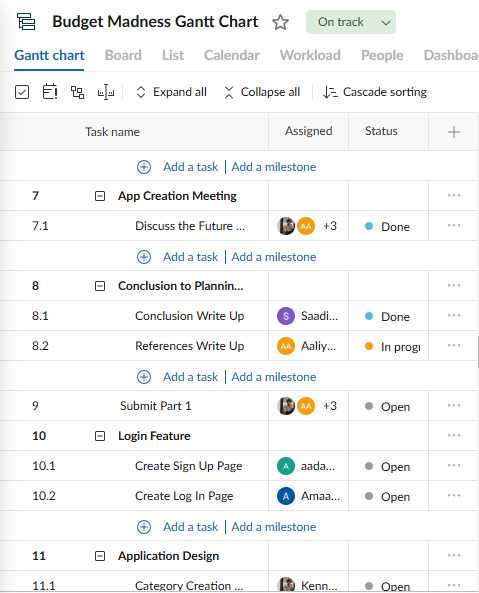 Budget Madness Gantt Chart On track
Gantt chart Board List Calendar Workload People Dashboa
Expand all Collapse all Cascade sorting
Task name Assigned Status
Add a task | Add a milestone
7 App Creation Meeting
7.1 Discuss the Future ... AA +3 Done
Add a task | Add a milestone
8 Conclusion to Plannin...
8.1 Conclusion Write Up S Saadi... Done
8.2 References Write Up AA Aaliy... In progr
Add a task | Add a milestone
9 Submit Part 1 AA +3 Open
10 Login Feature
10.1 Create Sign Up Page A aada... Open
10.2 Create Log In Page A Amaa... Open
Add a task | Add a milestone
11 Application Design
11.1 Category Creation ... Kenn... Open